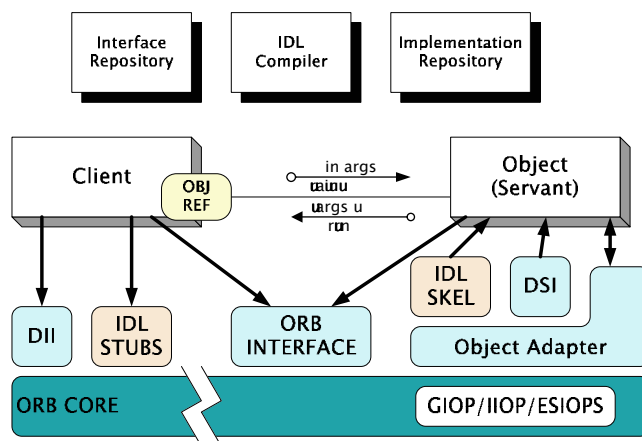 Interface
Repository
IDL
Compiler
Implementation
Repository
Client
OBJ
REF
in args
args
Object
(Servant)
DII
IDL
STUBS
ORB
INTERFACE
IDL
SKEL
DSI
Object Adapter
ORB CORE
GIOP/IIOP/ESIOPS